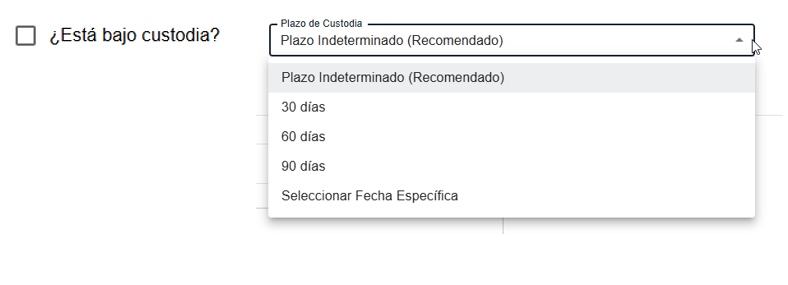 Plazo de Custodia
¿Está bajo custodia?
Plazo Indeterminado (Recomendado)
Plazo Indeterminado (Recomendado)
30 días
60 días
90 días
Seleccionar Fecha Específica